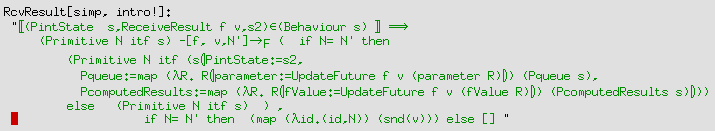 RcvResult[simp, intro!]:
"⟦(PintState s,ReceiveResult f v,s2)∈(Behaviour s) ⟧ ⟹
(Primitive N itf s) -[f, v,N']→F ( if N= N' then
(Primitive N itf (s⦇PintState:=s2,
Pqueue:=map (λR. R⦇parameter:=UpdateFuture f v (parameter R)⦈) (Pqueue s),
PcomputedResults:=map (λR. R⦇fValue:=UpdateFuture f v (fValue R)⦈) (PcomputedResults s)⦈))
else (Primitive N itf s) ) ,
if N= N' then (map (λid.(id,N)) (snd(v))) else [] "